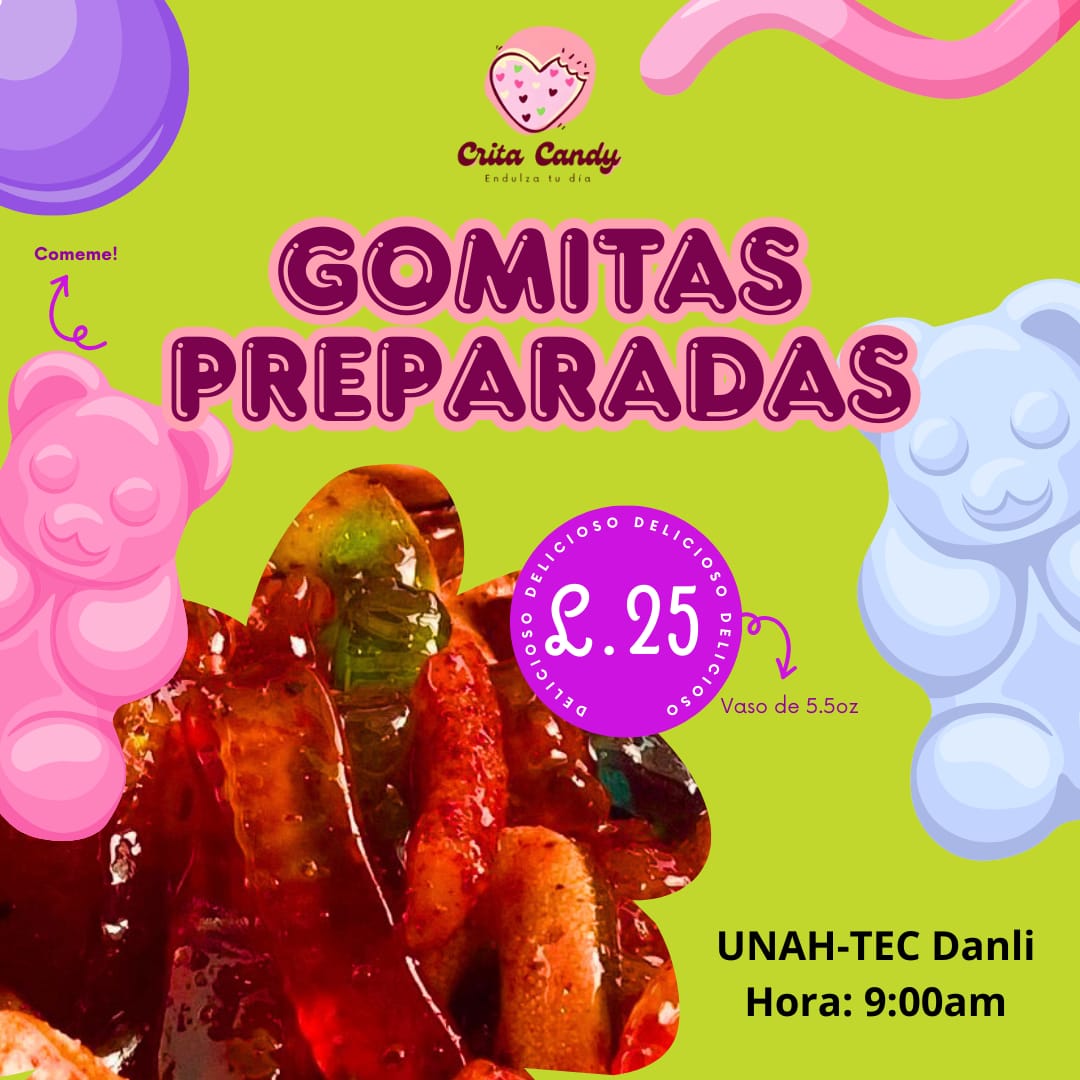 Crita Candy
Endulza tu día
Comeme!
GOMITAS
PREPARADAS
DELICIOSO DELICIOSO DELICIOSO DELICIOSO
L. 25
Vaso de 5.5oz
UNAH-TEC Danli
Hora: 9:00am